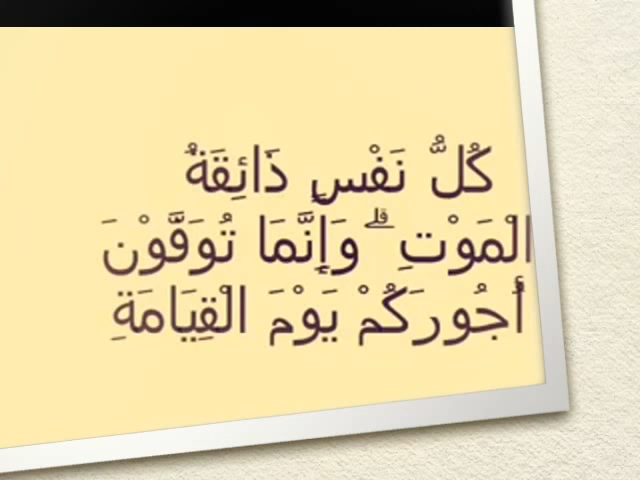 كُلُّ نَفْسٍ ذَائِقَةُ
الْمَوْتِ ۗ وَإِنَّمَا تُوَفَّوْنَ
أُجُورَكُمْ يَوْمَ الْقِيَامَةِ